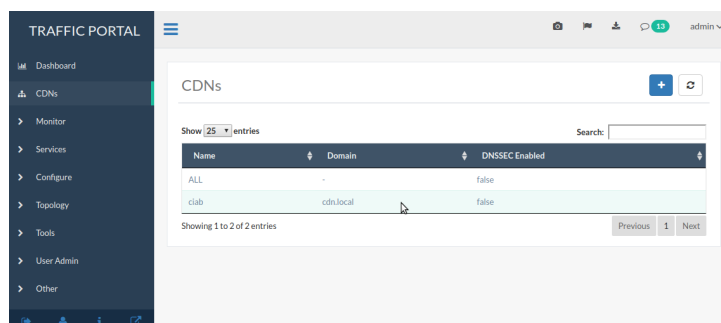 TRAFFIC PORTAL
13
admin
Dashboard
CDNs
Monitor
Services
Configure
Topology
Tools
User Admin
Other
CDNs
Show 25 entries
Search:
Name Domain DNSSEC Enabled
ALL - false
ciab cdn.local false
Showing 1 to 2 of 2 entries
Previous 1 Next